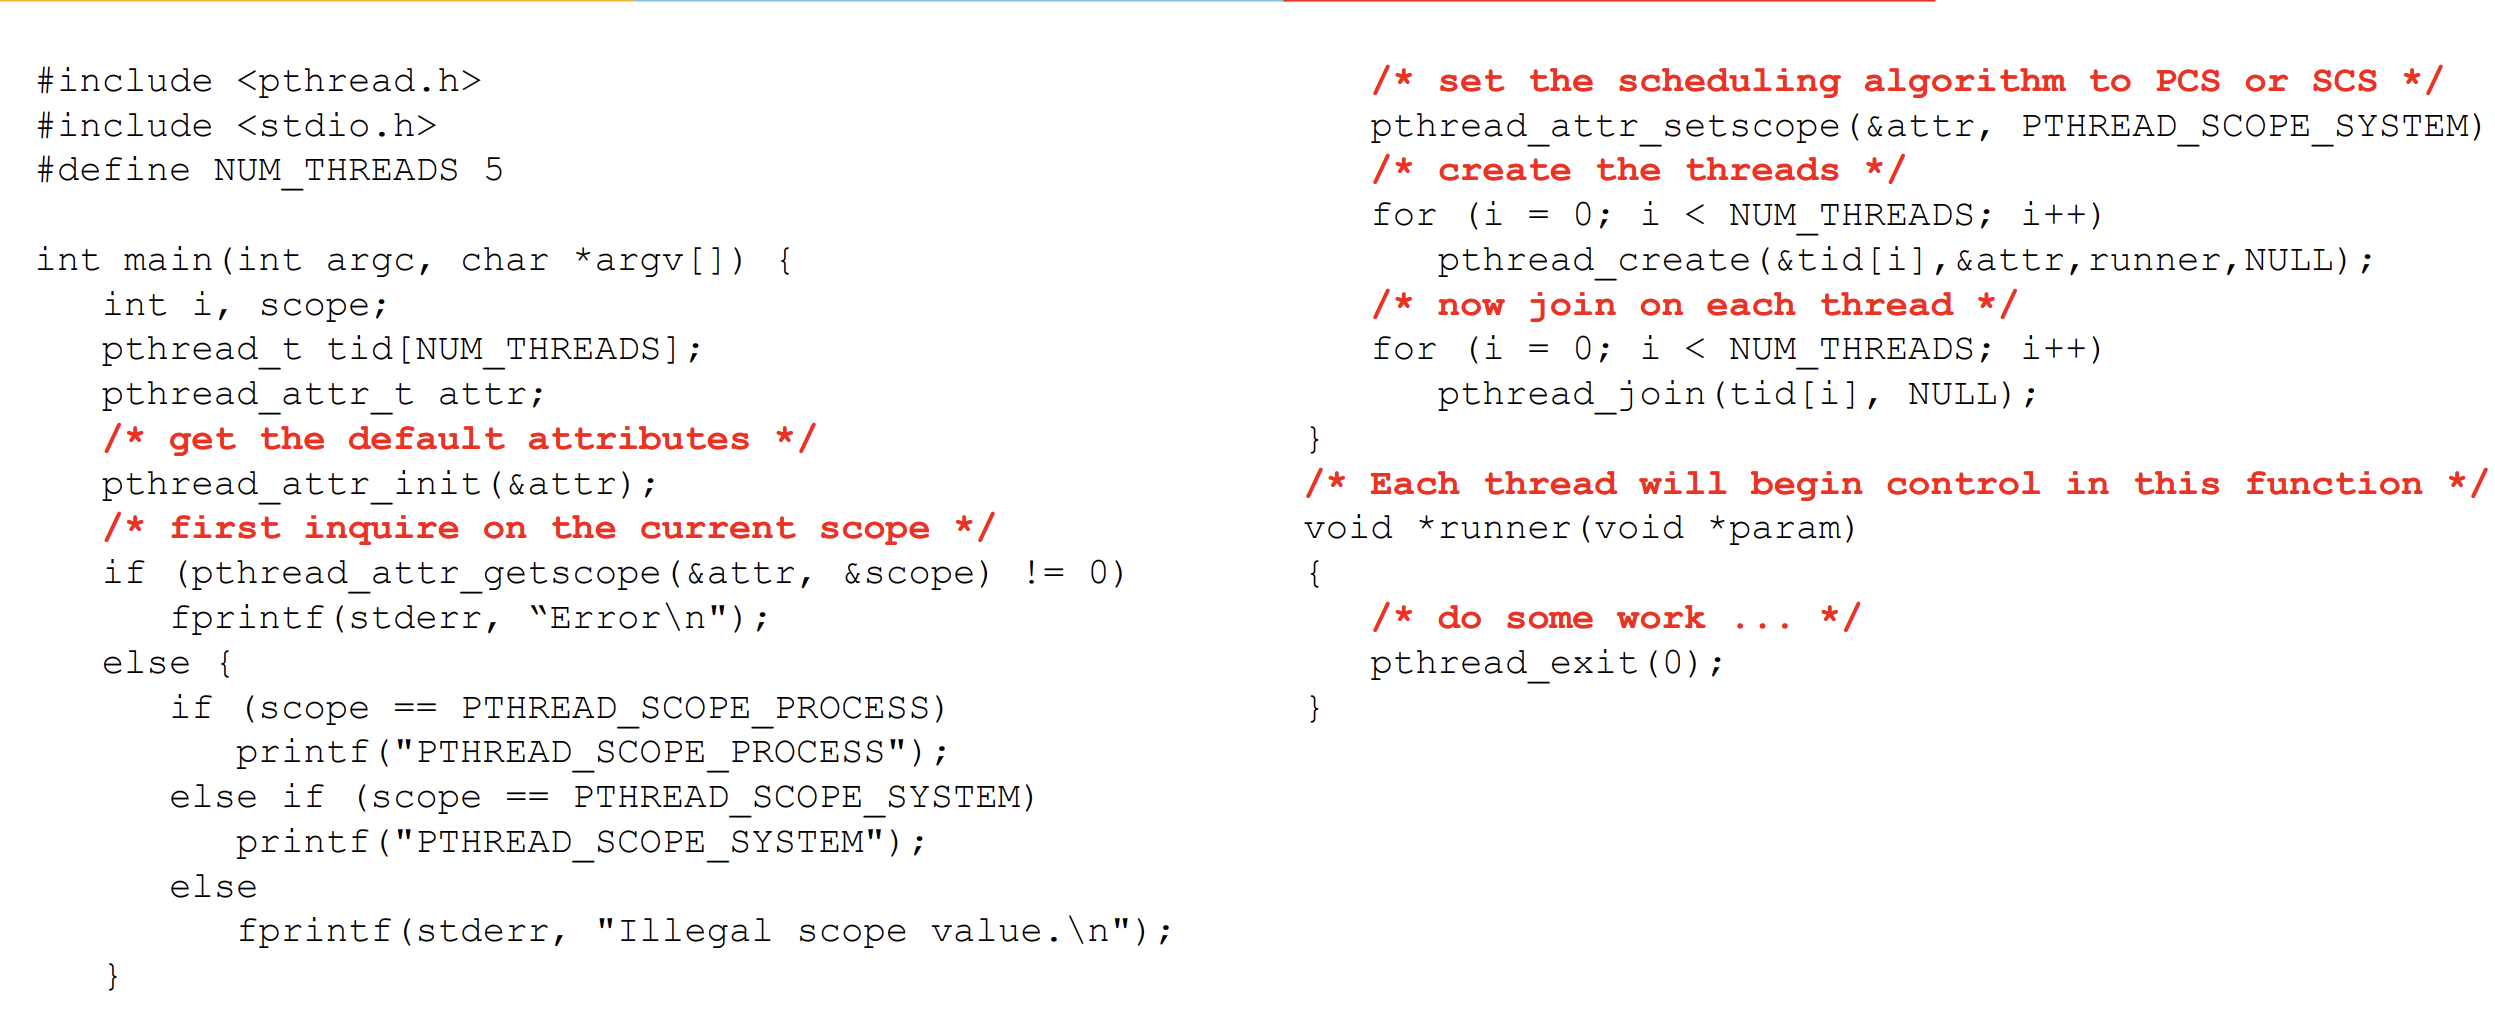 #include <pthread.h>
#include <stdio.h>
#define NUM_THREADS 5

int main(int argc, char *argv[]) {
   int i, scope;
   pthread_t tid[NUM_THREADS];
   pthread_attr_t attr;
   /* get the default attributes */
   pthread_attr_init(&attr);
   /* first inquire on the current scope */
   if (pthread_attr_getscope(&attr, &scope) != 0)
      fprintf(stderr, “Error\n");
   else {
      if (scope == PTHREAD_SCOPE_PROCESS)
         printf("PTHREAD_SCOPE_PROCESS");
      else if (scope == PTHREAD_SCOPE_SYSTEM)
         printf("PTHREAD_SCOPE_SYSTEM");
      else
         fprintf(stderr, "Illegal scope value.\n");
   }
   /* set the scheduling algorithm to PCS or SCS */
   pthread_attr_setscope(&attr, PTHREAD_SCOPE_SYSTEM)
   /* create the threads */
   for (i = 0; i < NUM_THREADS; i++)
      pthread_create(&tid[i],&attr,runner,NULL);
   /* now join on each thread */
   for (i = 0; i < NUM_THREADS; i++)
      pthread_join(tid[i], NULL);
}
/* Each thread will begin control in this function */
void *runner(void *param)
{
   /* do some work ... */
   pthread_exit(0);
}